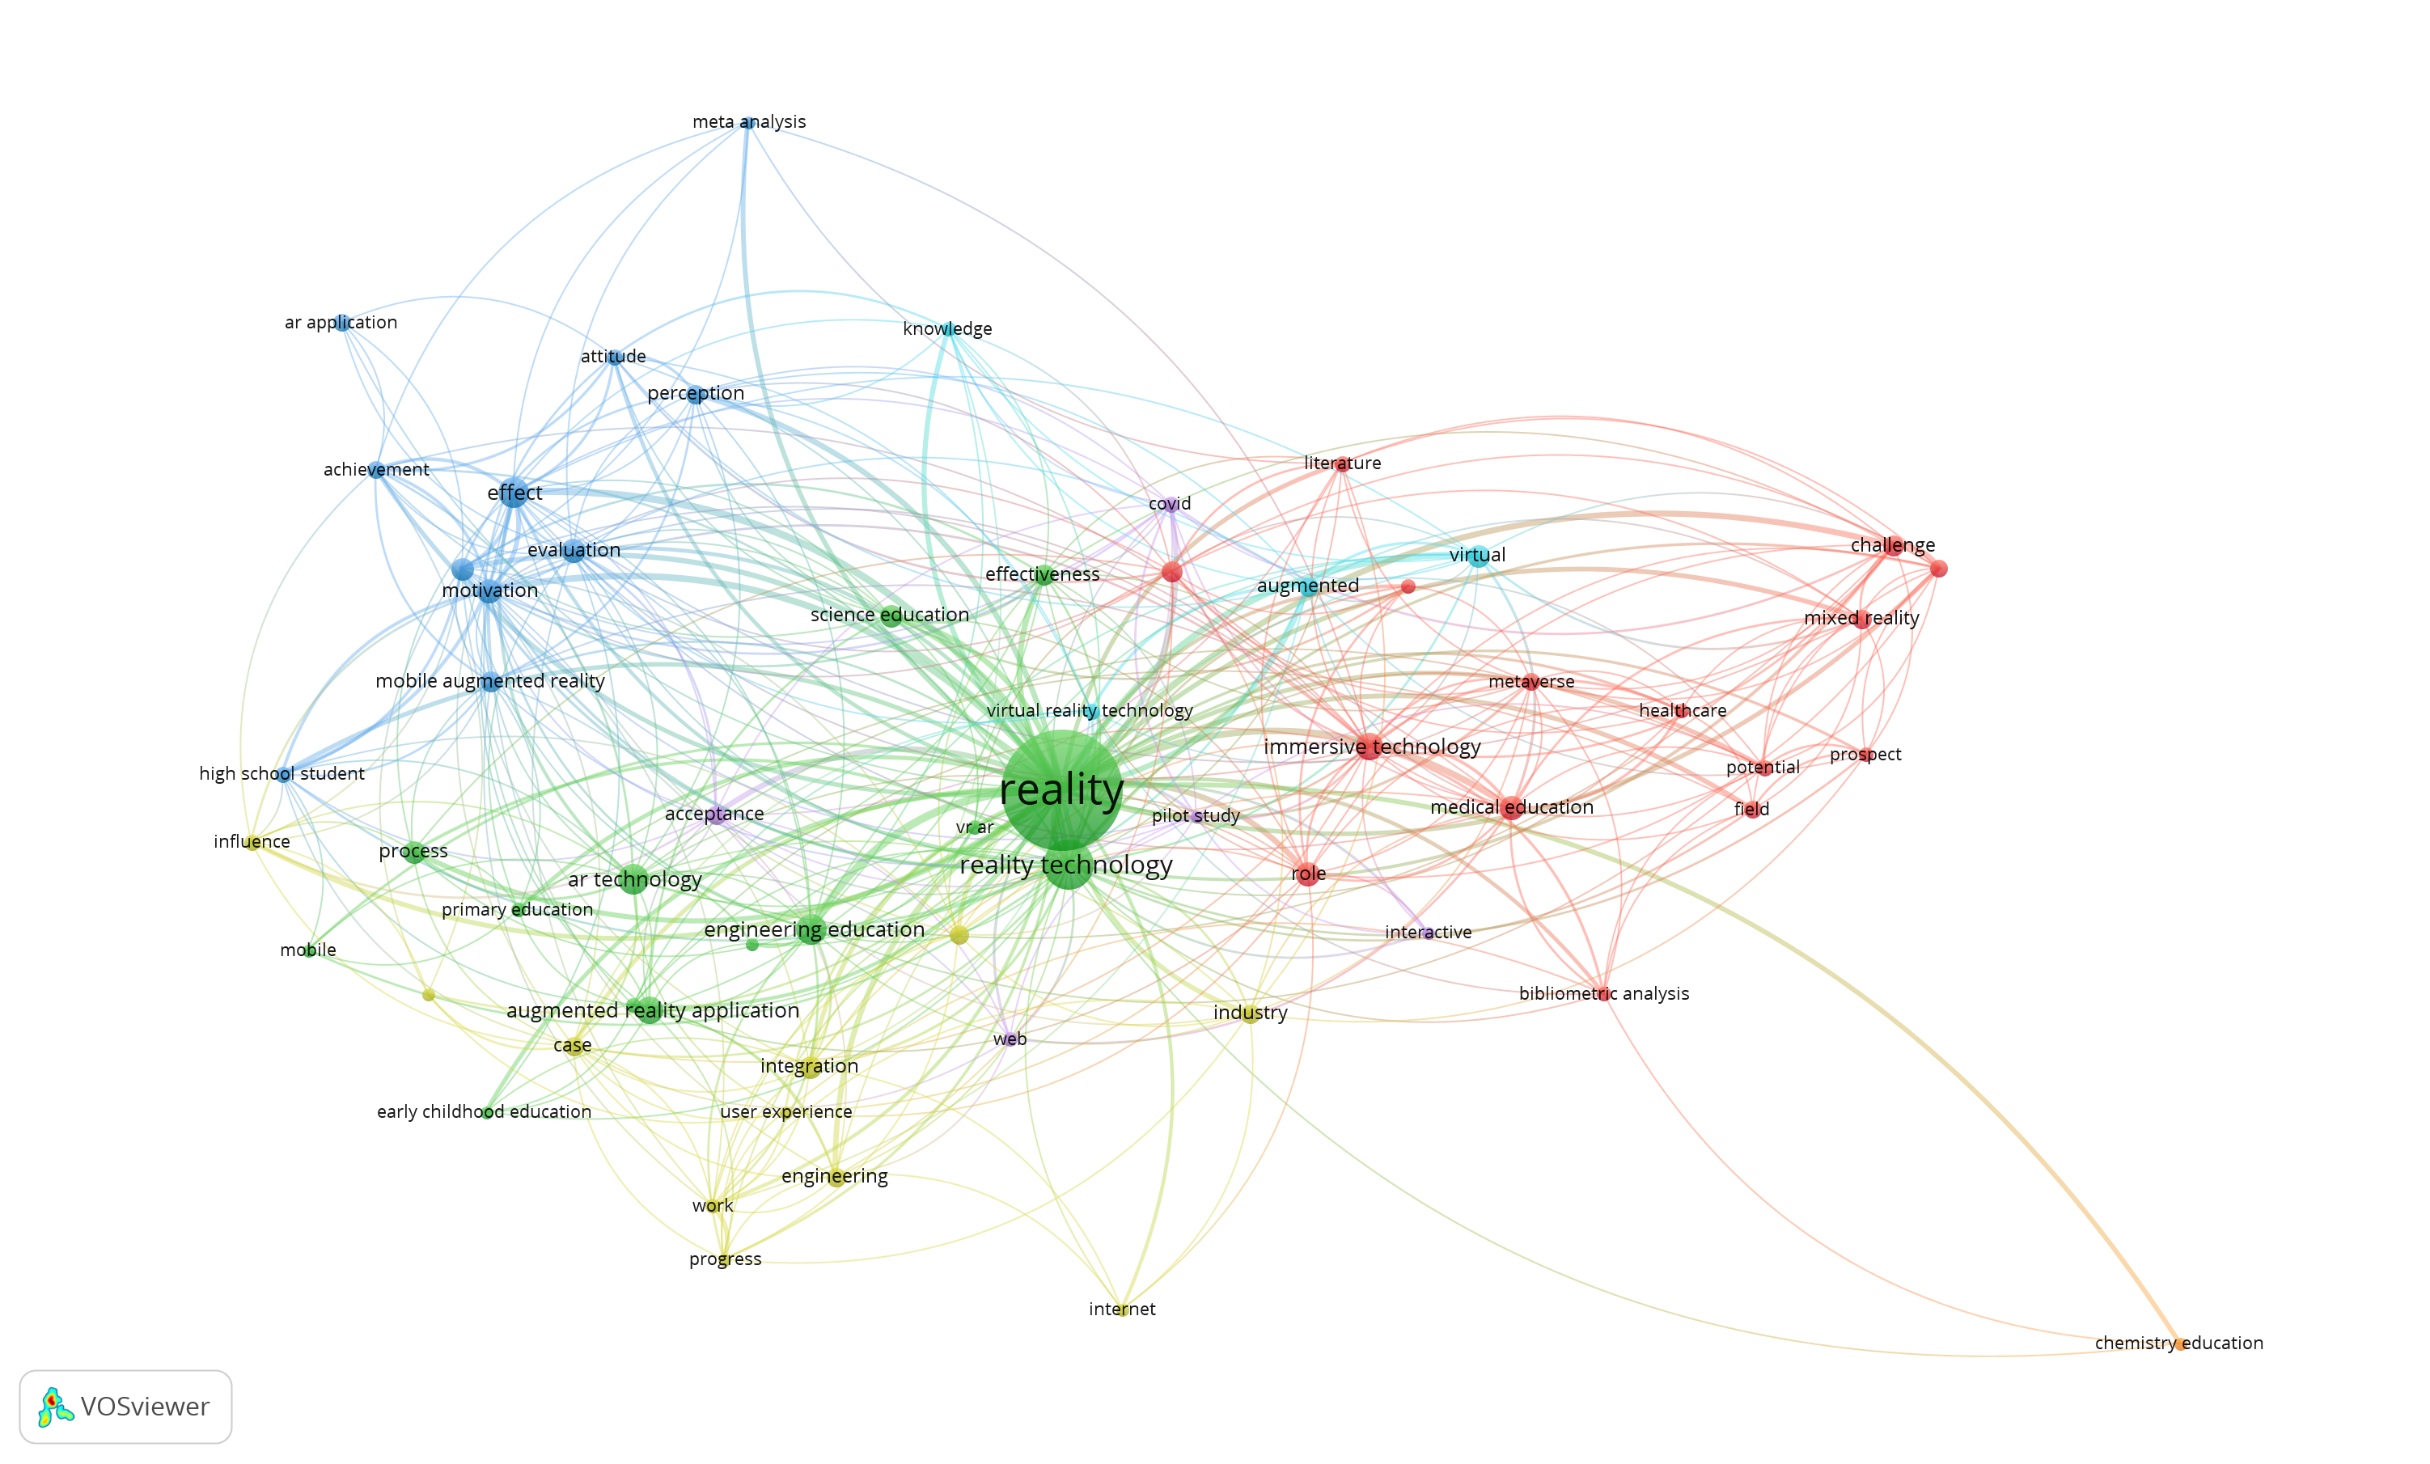 meta analysis
ar application
knowledge
attitude
perception
achievement
literature
effect
covid
challenge
evaluation
virtual
effectiveness
augmented
motivation
science education
mixed reality
mobile augmented reality
metaverse
virtual reality technology
healthcare
immersive technology
prospect
high school student
potential
reality
medical education
field
acceptance
pilot study
vr ar
influence
process
reality technology
role
ar technology
primary education
engineering education
interactive
mobile
bibliometric analysis
augmented reality application
industry
web
case
integration
early childhood education
user experience
engineering
work
progress
internet
chemistry education
VOSviewer